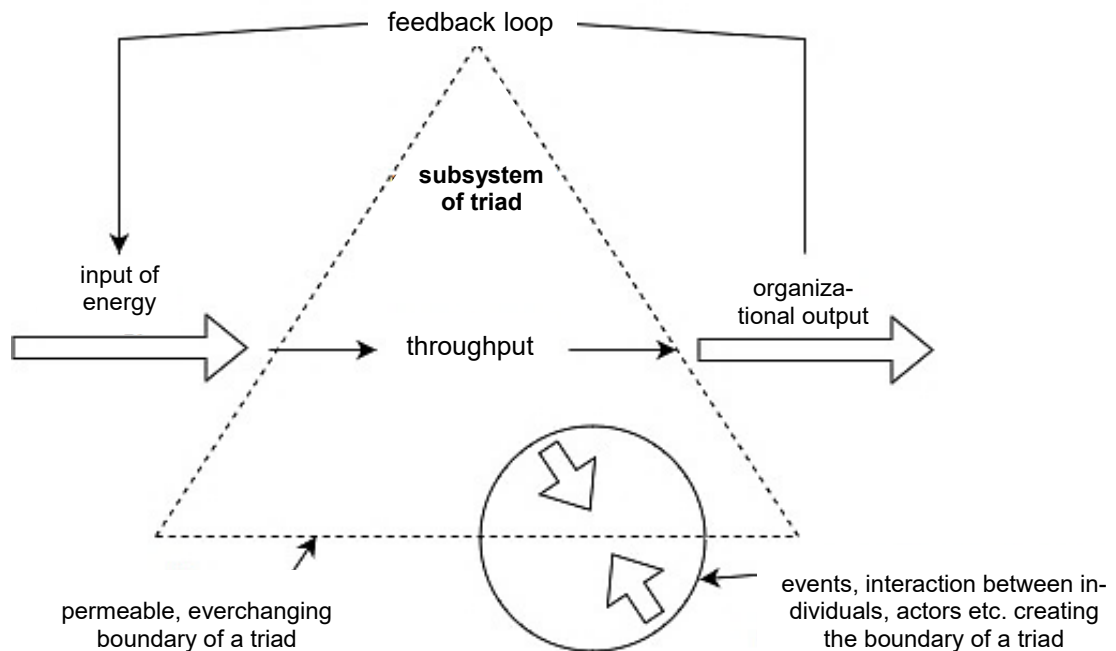 feedback loop
subsystem
of triad
input of
energy
organiza-
tional output
throughput
permeable, everchanging
boundary of a triad
events, interaction between in-
dividuals, actors etc. creating
the boundary of a triad